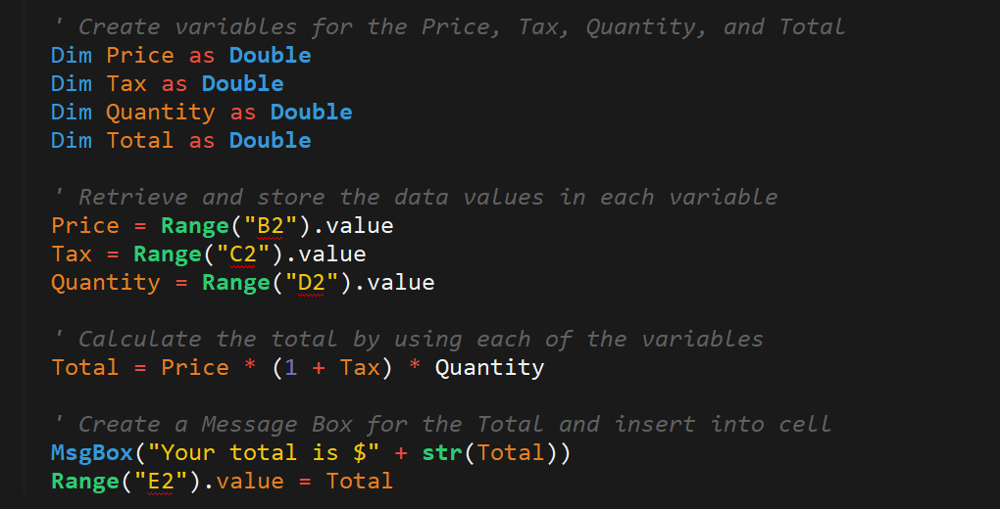 ' Create variables for the Price, Tax, Quantity, and Total
Dim Price as Double
Dim Tax as Double
Dim Quantity as Double
Dim Total as Double
' Retrieve and store the data values in each variable
Price = Range("B2").value
Tax = Range("C2").value
Quantity = Range("D2").value
' Calculate the total by using each of the variables
Total = Price * (1 + Tax) * Quantity
' Create a Message Box for the Total and insert into cell
MsgBox("Your total is $" + str(Total))
Range("E2").value = Total